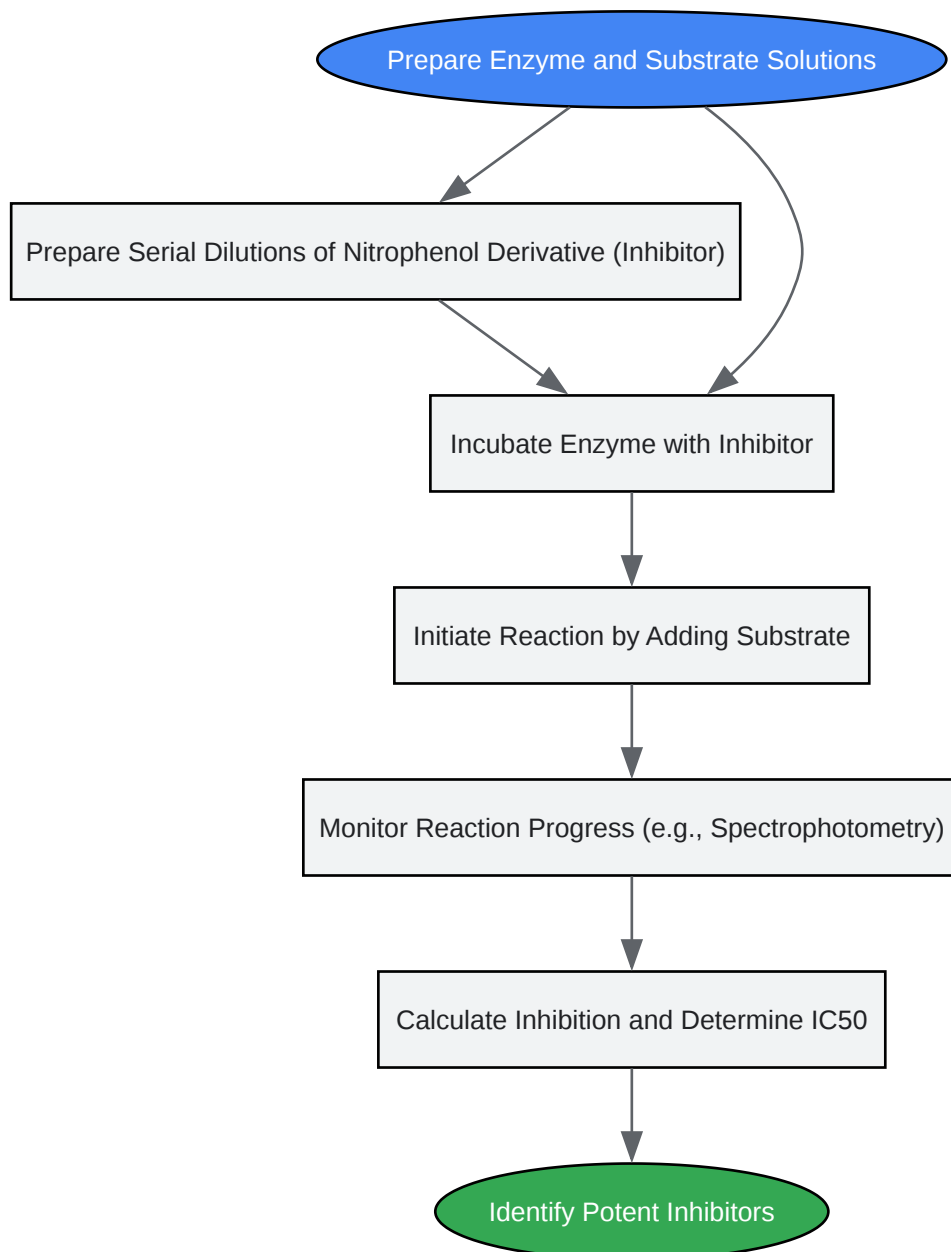 Prepare Enzyme and Substrate Solutions
Prepare Serial Dilutions of Nitrophenol Derivative (Inhibitor)
Incubate Enzyme with Inhibitor
Initiate Reaction by Adding Substrate
Monitor Reaction Progress (e.g., Spectrophotometry)
Calculate Inhibition and Determine IC50
Identify Potent Inhibitors